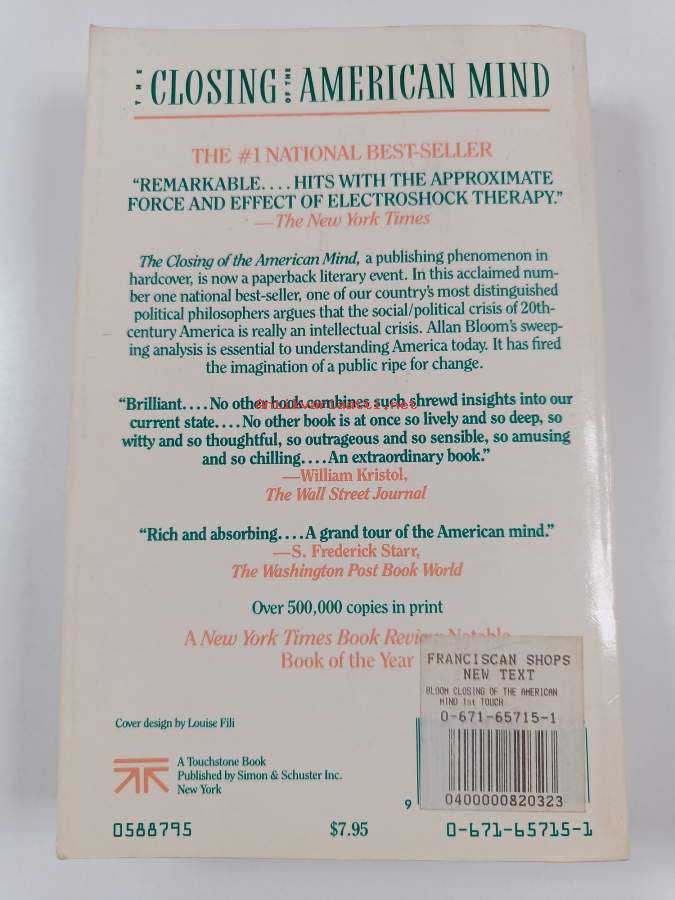 THE CLOSING OF THE AMERICAN MIND
THE #1 NATIONAL BEST-SELLER
“REMARKABLE....HITS WITH THE APPROXIMATE
FORCE AND EFFECT OF ELECTROSHOCK THERAPY.”
—The New York Times
The Closing of the American Mind, a publishing phenomenon in
hardcover, is now a paperback literary event. In this acclaimed num-
ber one national best-seller, one of our country’s most distinguished
political philosophers argues that the social/political crisis of 20th-
century America is really an intellectual crisis. Allan Bloom’s sweep-
ing analysis is essential to understanding America today. It has fired
the imagination of a public ripe for change.
“Brilliant....No other book combines such shrewd insights into our
antikvariaatti.net
current state....No other book is at once so lively and so deep, so
witty and so thoughtful, so outrageous and so sensible, so amusing
and so chilling....An extraordinary book.”
—William Kristol,
The Wall Street Journal
“Rich and absorbing....A grand tour of the American mind.”
—S. Frederick Starr,
The Washington Post Book World
Over 500,000 copies in print
A New York Times Book Review Notable
Book of the Year
FRANCISCAN SHOPS
NEW TEXT
BLOOM CLOSING OF THE AMERICAN
MIND 1st TOUCH
0-671-65715-1
0400000820323
Cover design by Louise Fili
A Touchstone Book
Published by Simon & Schuster Inc.
New York
9
0588795
$7.95
0-671-65715-1